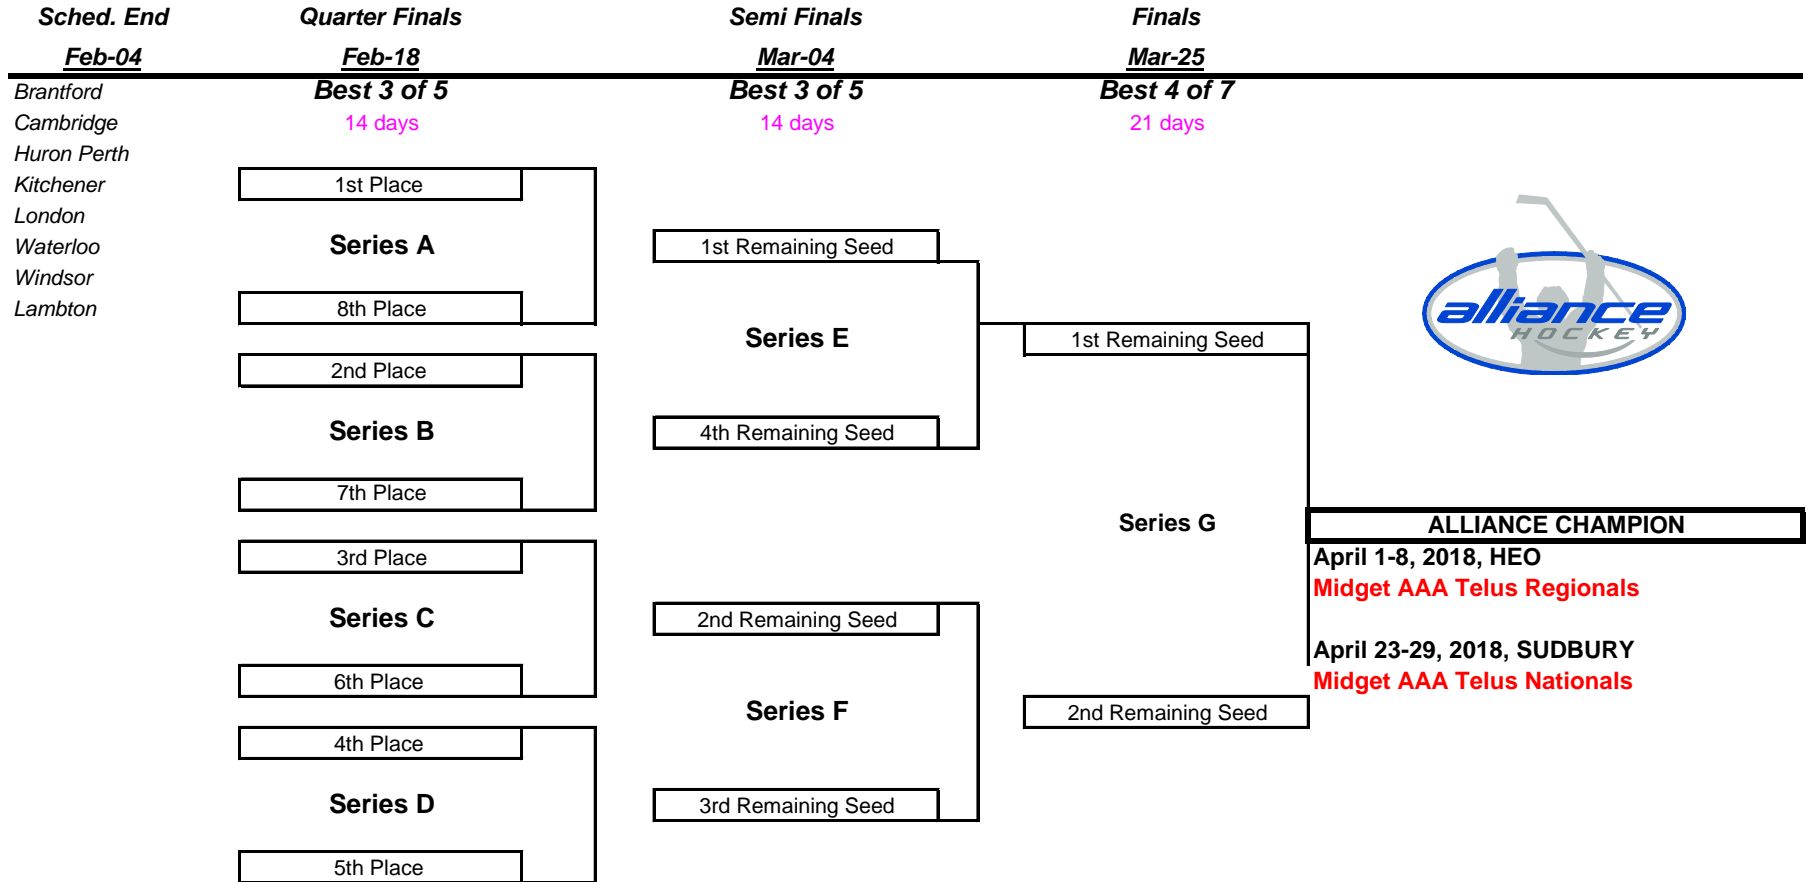 Sched. End Quarter Finals Semi Finals Finals
Feb-04 Feb-18 Mar-04 Mar-25
Brantford Best 3 of 5 Best 3 of 5 Best 4 of 7
Cambridge 14 days 14 days 21 days
Huron Perth
Kitchener 1st Place
London
Waterloo Series A 1st Remaining Seed
Windsor
Lambton 8th Place
alliance
HOCKEY
Series E 1st Remaining Seed
2nd Place
Series B 4th Remaining Seed
7th Place
Series G ALLIANCE CHAMPION
3rd Place April 1-8, 2018, HEO
Midget AAA Telus Regionals
Series C 2nd Remaining Seed
April 23-29, 2018, SUDBURY
6th Place Midget AAA Telus Nationals
Series F 2nd Remaining Seed
4th Place
Series D 3rd Remaining Seed
5th Place